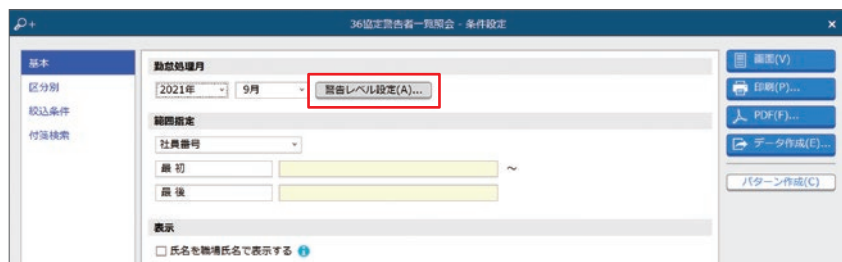 36協定警告者一覧照会 - 条件設定
基本
区分別
絞込条件
付箋検索
勤怠処理月
2021年 9月 警告レベル設定(A)...
範囲指定
社員番号
最初 ～
最後
表示
氏名を職場氏名で表示する
画面(V)
印刷(P)...
PDF(F)...
データ作成(E)...
パターン作成(C)